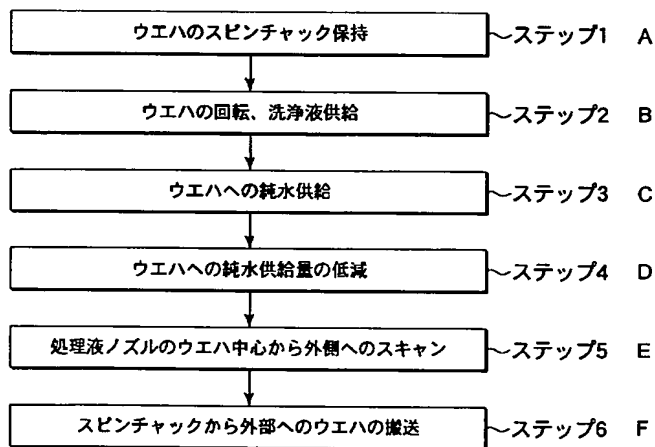 ウエハのスピンチャック保持 ステップ1 A
ウエハの回転、洗浄液供給 ステップ2 B
ウエハへの純水供給 ステップ3 C
ウエハへの純水供給量の低減 ステップ4 D
処理液ノズルのウエハ中心から外側へのスキャン ステップ5 E
スピンチャックから外部へのウエハの搬送 ステップ6 F